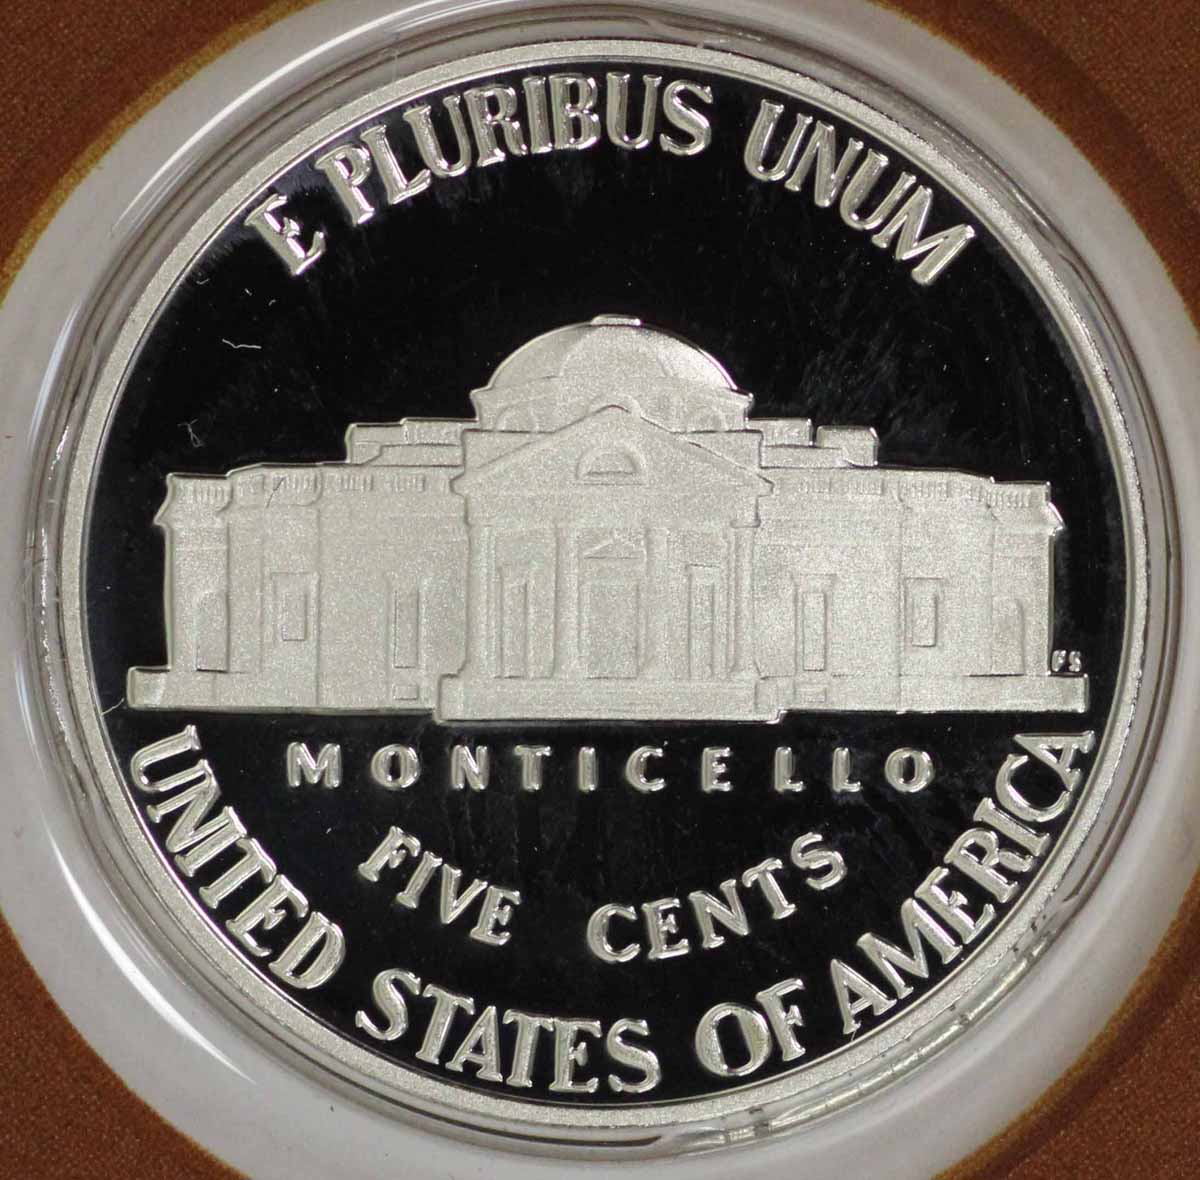 E PLURIBUS UNUM
FS
MONTICELLO
FIVE CENTS
UNITED STATES OF AMERICA